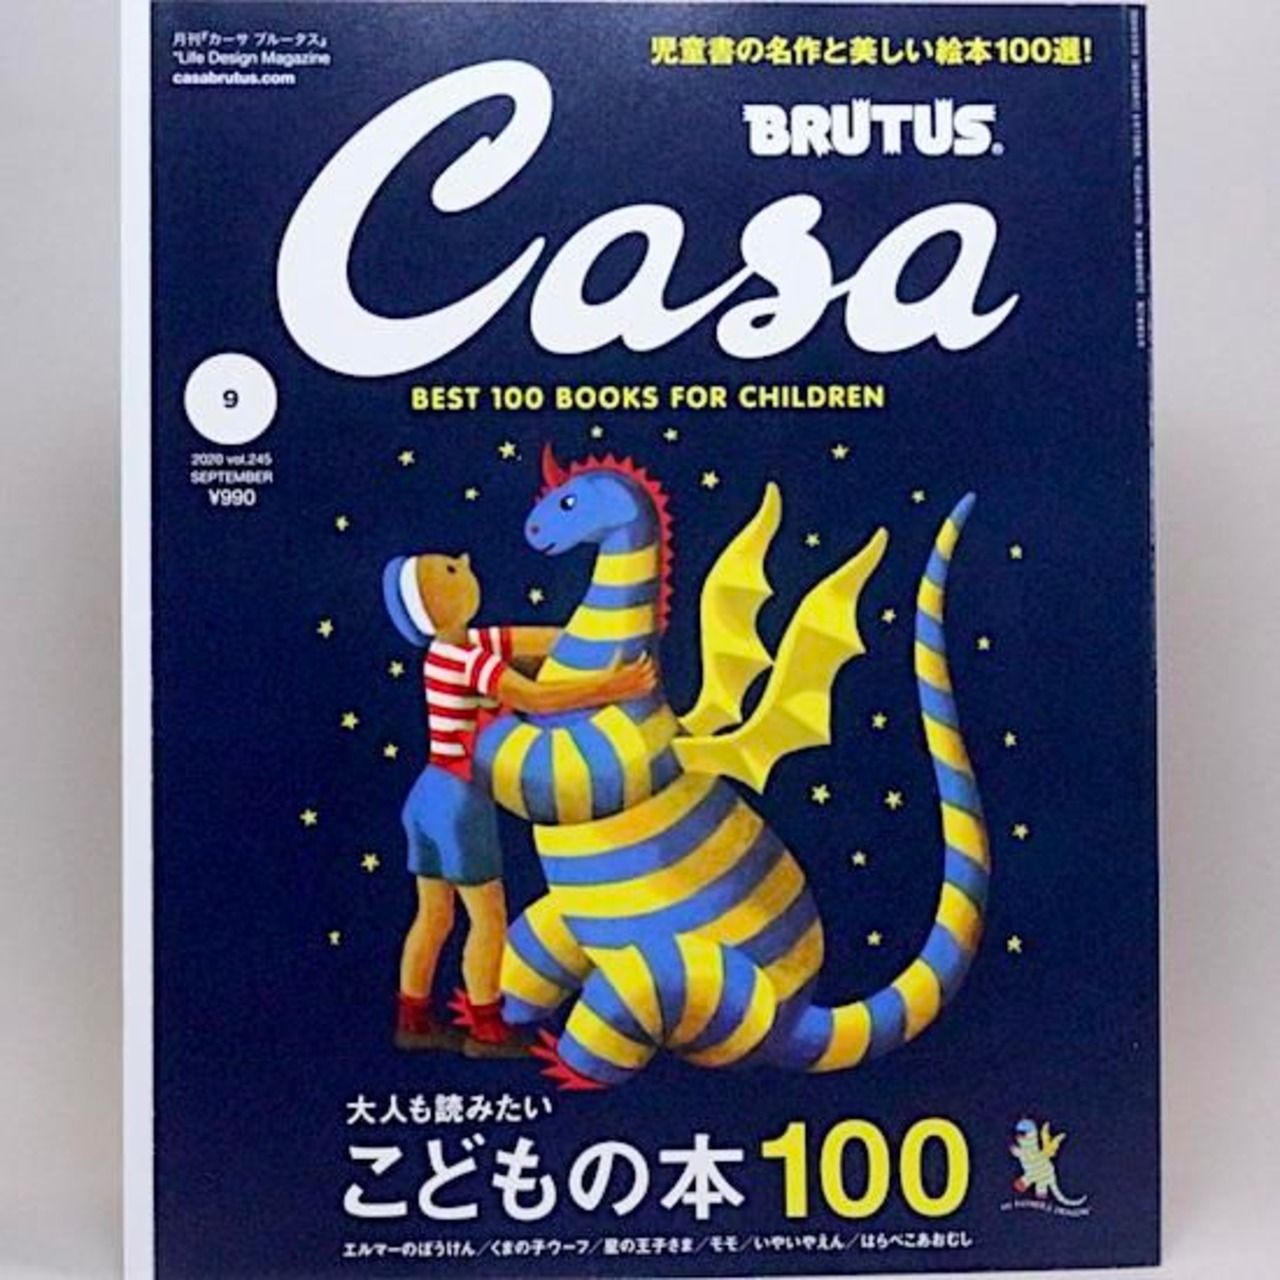 月刊『カーサ ブルータス』
"Life Design Magazine
casabrutus.com
児童書の名作と美しい絵本100選!
BRUTUS®
Casa
BEST 100 BOOKS FOR CHILDREN
9
2020 vol.245
SEPTEMBER
¥990
大人も読みたい
こどもの本100
MY FATHER'S DRAGON
エルマーのぼうけん/くまの子ウーフ/星の王子さま/モモ/いやいやえん/はらぺこあおむし